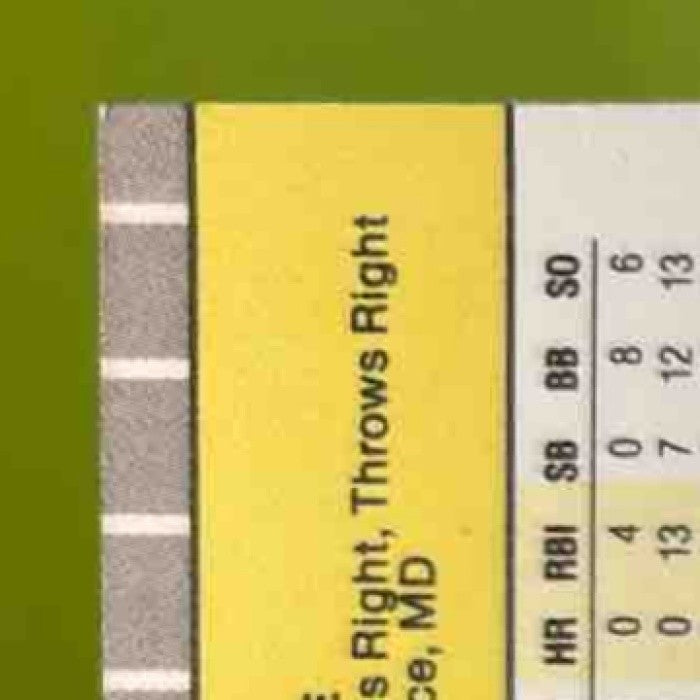 s Right, Throws Right
ce, MD
HR RBI SB BB SO
0 4 0 8 6
0 13 7 12 13